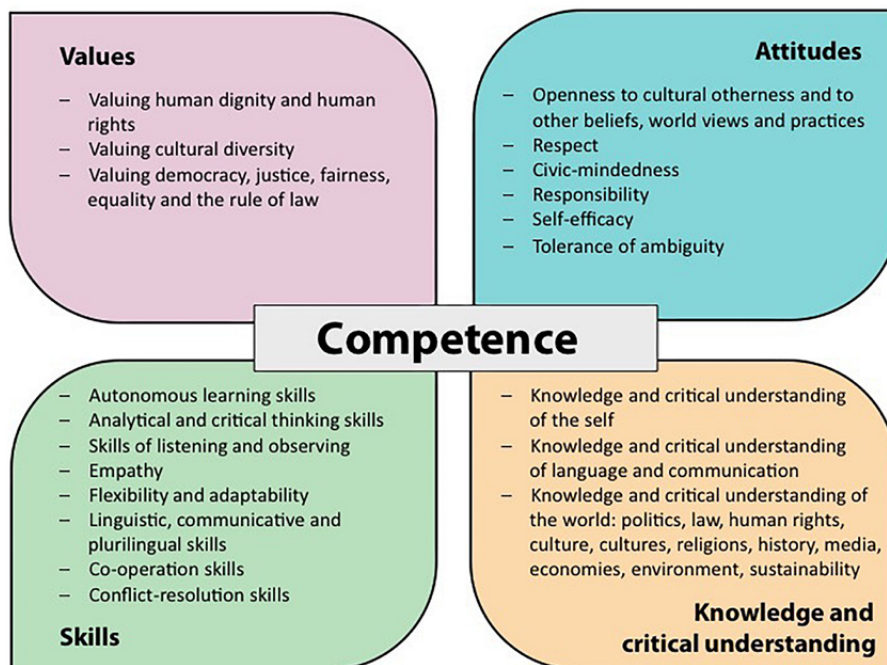 Values
– Valuing human dignity and human
rights
– Valuing cultural diversity
– Valuing democracy, justice, fairness,
equality and the rule of law
Attitudes
– Openness to cultural otherness and to
other beliefs, world views and practices
– Respect
– Civic-mindedness
– Responsibility
– Self-efficacy
– Tolerance of ambiguity
Competence
– Autonomous learning skills
– Analytical and critical thinking skills
– Skills of listening and observing
– Empathy
– Flexibility and adaptability
– Linguistic, communicative and
plurilingual skills
– Co-operation skills
– Conflict-resolution skills
Skills
– Knowledge and critical understanding
of the self
– Knowledge and critical understanding
of language and communication
– Knowledge and critical understanding of
the world: politics, law, human rights,
culture, cultures, religions, history, media,
economies, environment, sustainability
Knowledge and
critical understanding